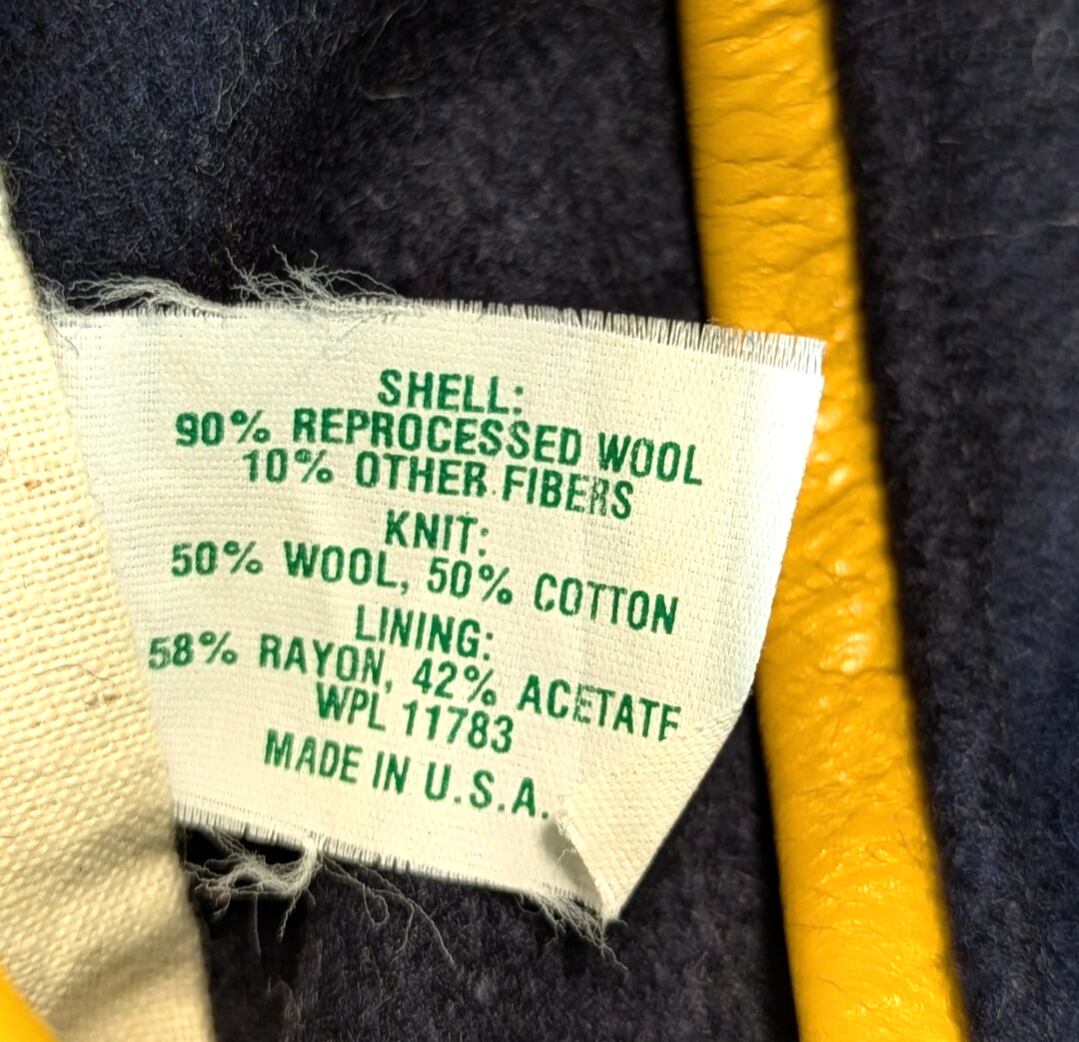 SHELL:
90% REPROCESSED WOOL
10% OTHER FIBERS
KNIT:
50% WOOL, 50% COTTON
LINING:
58% RAYON, 42% ACETATE
WPL 11783
MADE IN U.S.A.